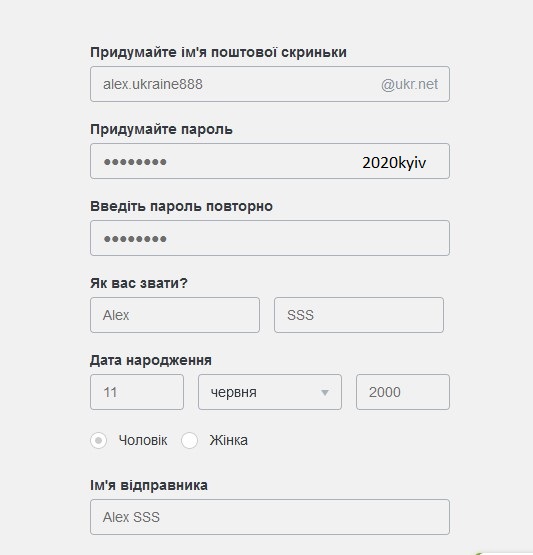 Придумайте ім'я поштової скриньки
alex.ukraine888 @ukr.net
Придумайте пароль
●●●●●●●● 2020kyiv
Введіть пароль повторно
●●●●●●●●
Як вас звати?
Alex SSS
Дата народження
11 червня 2000
Чоловік Жінка
Ім'я відправника
Alex SSS